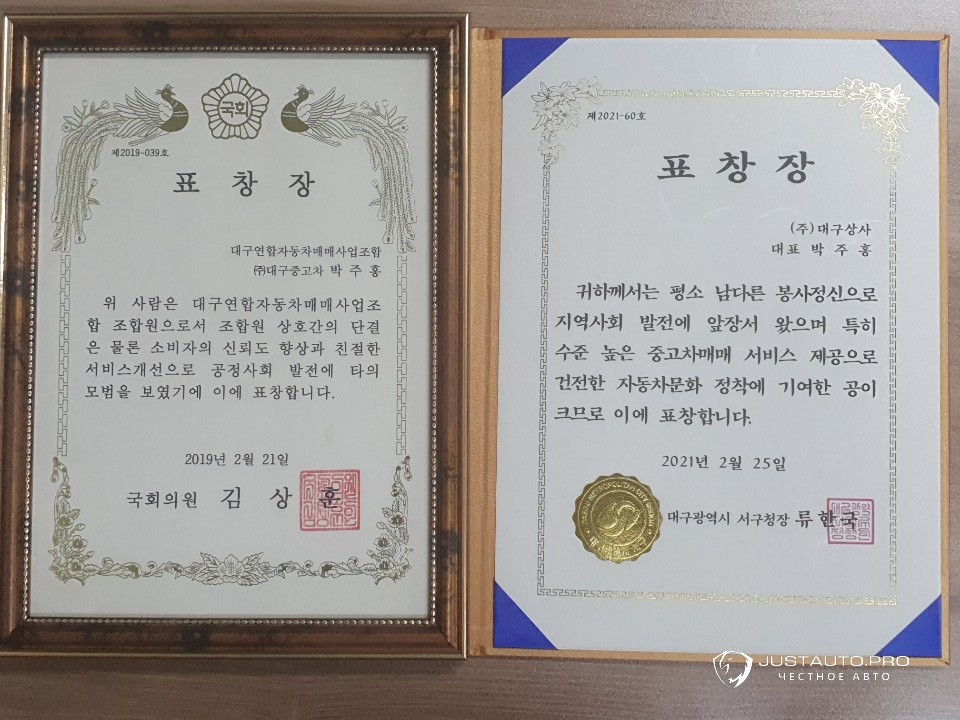 국회
제2019-039호
표 창 장
대구연합자동차매매사업조합
㈜대구중고차 박 주 홍
위 사람은 대구연합자동차매매사업조
합 조합원으로서 조합원 상호간의 단결
은 물론 소비자의 신뢰도 향상과 친절한
서비스개선으로 공정사회 발전에 타의
모범을 보였기에 이에 표창합니다.
2019년 2월 21일
국회의원 김 상 훈
제2021-60호
표 창 장
(주)대구상사
대표 박 주 홍
귀하께서는 평소 남다른 봉사정신으로
지역사회 발전에 앞장서 왔으며 특히
수준 높은 중고차매매 서비스 제공으로
건전한 자동차문화 정착에 기여한 공이
크므로 이에 표창합니다.
2021년 2월 25일
대구광역시 서구청장 류한국
JUSTAUTO.PRO
ЧЕСТНОЕ АВТО